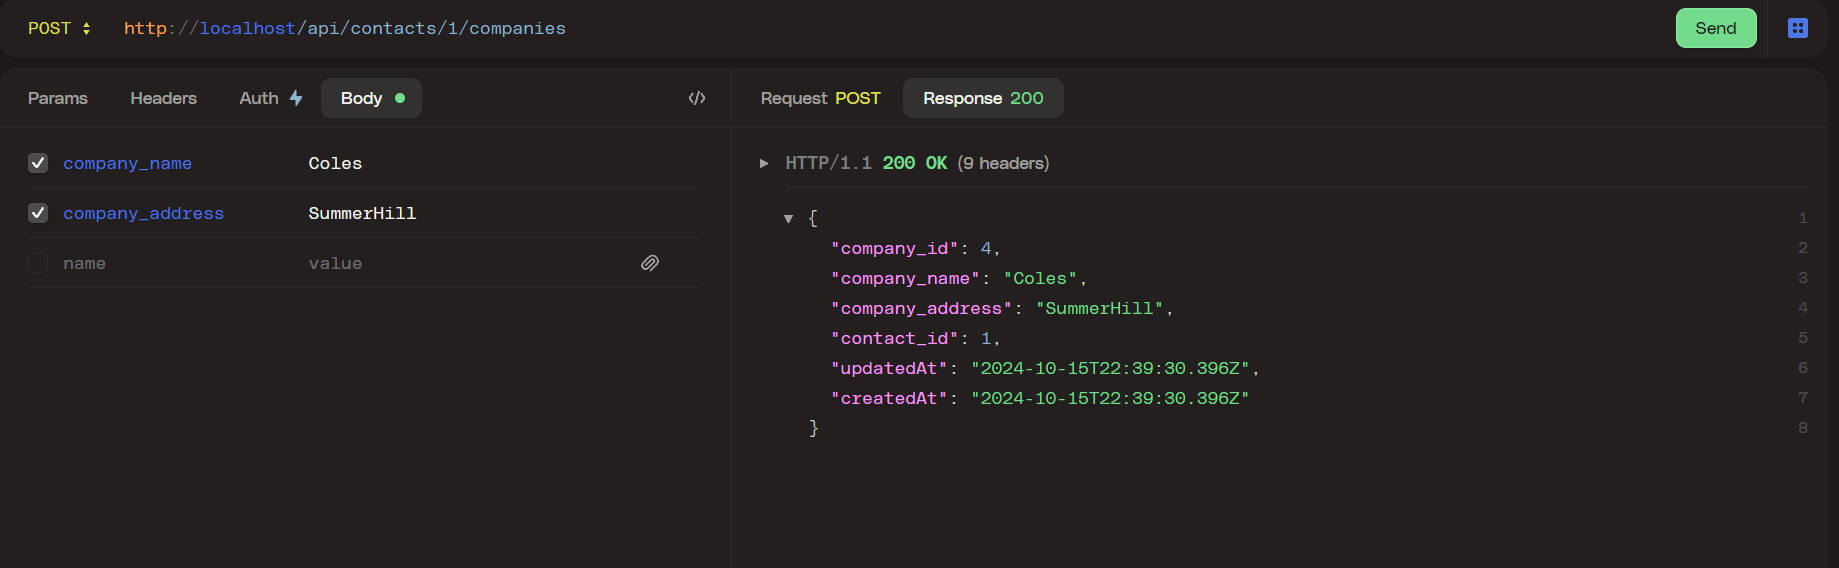 POST http://localhost/api/contacts/1/companies Send
Params Headers Auth Body
company_name Coles
company_address SummerHill
name value
Request POST Response 200
HTTP/1.1 200 OK (9 headers)
{ 1
"company_id": 4, 2
"company_name": "Coles", 3
"company_address": "SummerHill", 4
"contact_id": 1, 5
"updatedAt": "2024-10-15T22:39:30.396Z", 6
"createdAt": "2024-10-15T22:39:30.396Z" 7
} 8